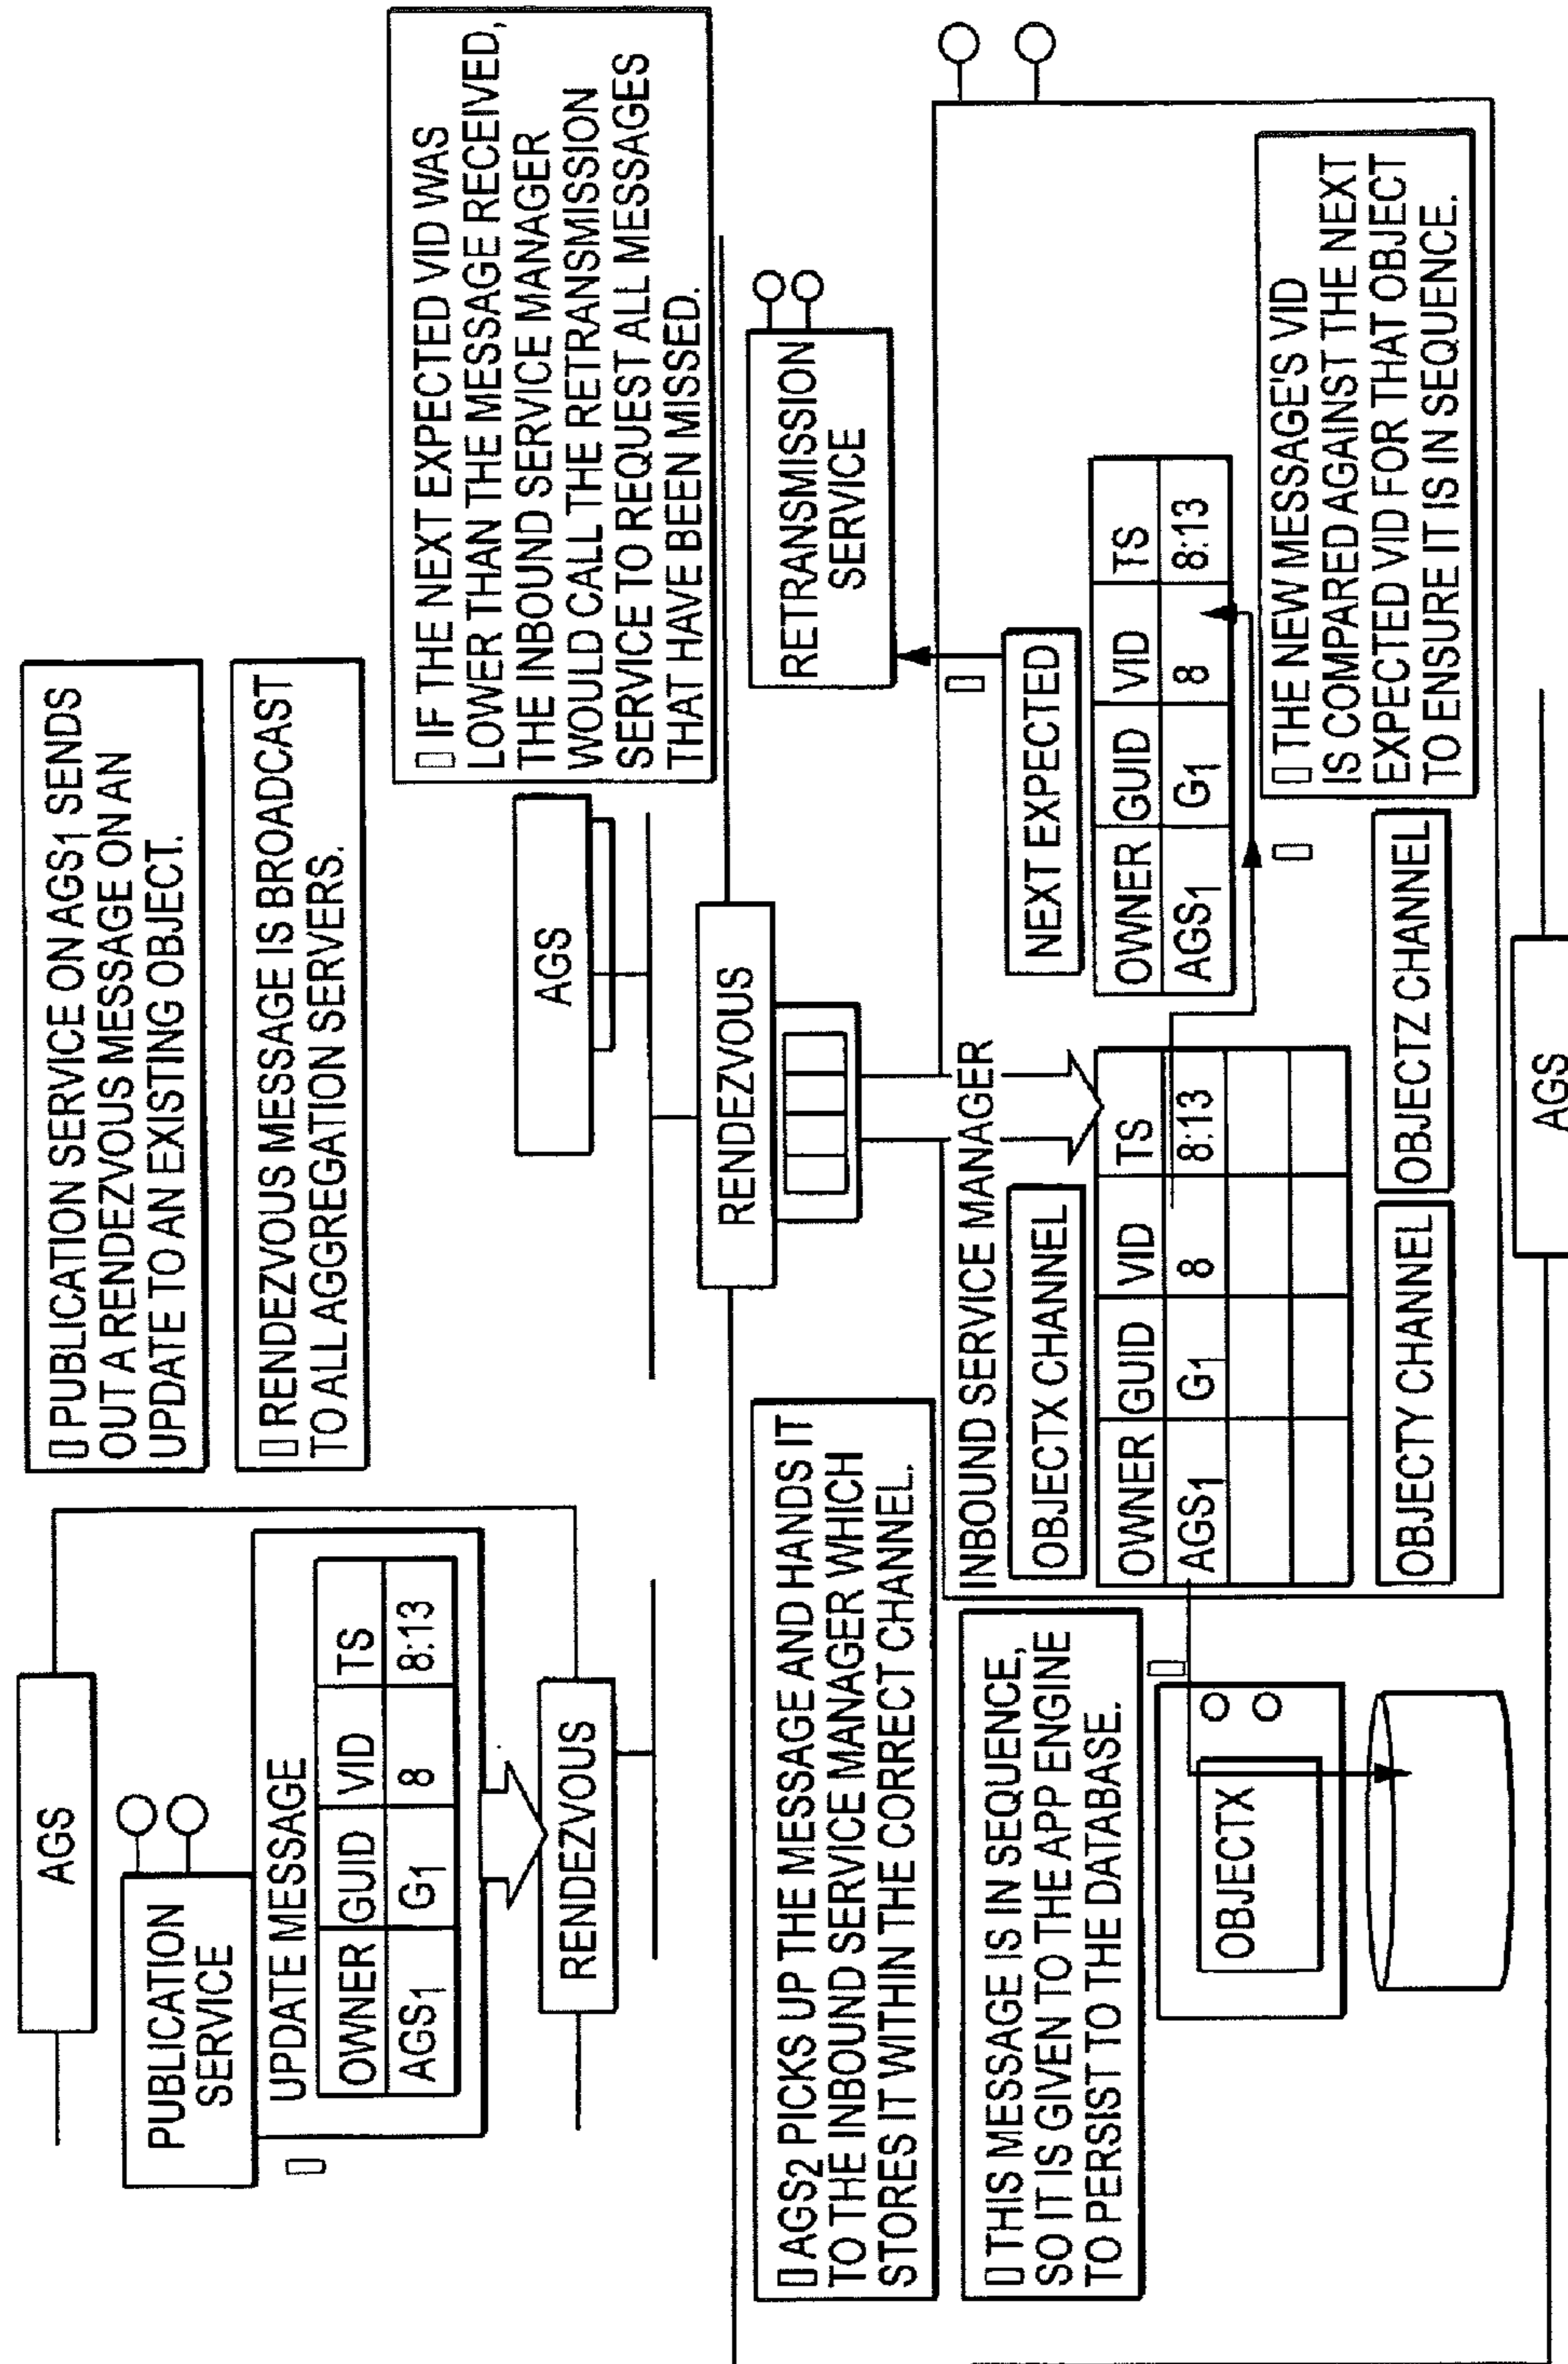 AGS
PUBLICATION
SERVICE
UPDATE MESSAGE
OWNER GUID VID TS
AGS1 G1 8 8:13
RENDEZVOUS
PUBLICATION SERVICE ON AGS1 SENDS
OUT A RENDEZVOUS MESSAGE ON AN
UPDATE TO AN EXISTING OBJECT.
RENDEZVOUS MESSAGE IS BROADCAST
TO ALL AGGREGATION SERVERS.
IF THE NEXT EXPECTED VID WAS
LOWER THAN THE MESSAGE RECEIVED,
THE INBOUND SERVICE MANAGER
WOULD CALL THE RETRANSMISSION
SERVICE TO REQUEST ALL MESSAGES
THAT HAVE BEEN MISSED.
AGS
RENDEZVOUS
RETRANSMISSION
SERVICE
AGS2 PICKS UP THE MESSAGE AND HANDS IT
TO THE INBOUND SERVICE MANAGER WHICH
STORES IT WITHIN THE CORRECT CHANNEL.
THIS MESSAGE IS IN SEQUENCE,
SO IT IS GIVEN TO THE APP ENGINE
TO PERSIST TO THE DATABASE.
OBJECTX
INBOUND SERVICE MANAGER
OBJECTX CHANNEL
OWNER GUID VID TS
AGS1 G1 8 8:13
OBJECTY CHANNEL
OBJECTZ CHANNEL
NEXT EXPECTED
OWNER GUID VID TS
AGS1 G1 8 8:13
THE NEW MESSAGE'S VID
IS COMPARED AGAINST THE NEXT
EXPECTED VID FOR THAT OBJECT
TO ENSURE IT IS IN SEQUENCE.
AGS